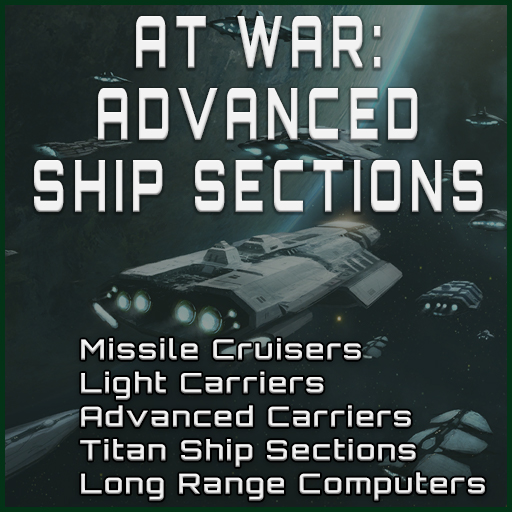 AT WAR:
ADVANCED
SHIP SECTIONS
Missile Cruisers
Light Carriers
Advanced Carriers
Titan Ship Sections
Long Range Computers